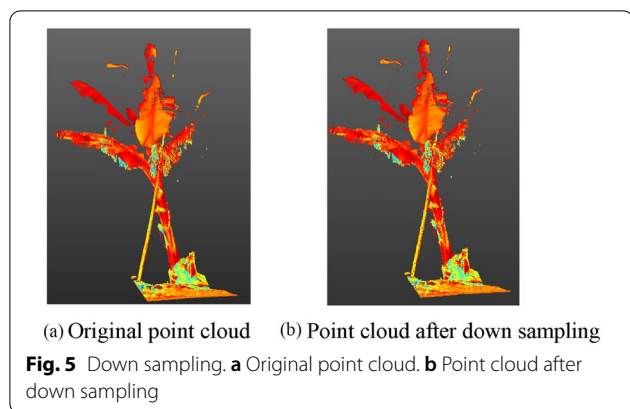 (a) Original point cloud (b) Point cloud after down sampling
Fig. 5 Down sampling. a Original point cloud. b Point cloud after
down sampling